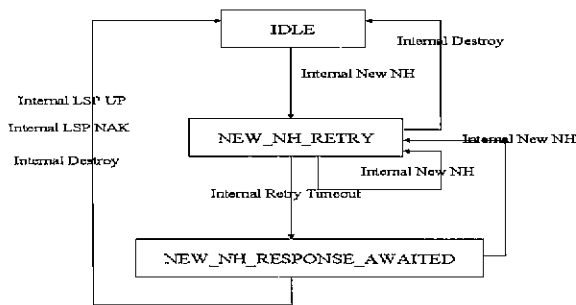 IDLE
Internal Destroy
Internal New NH
Internal LSP UP
Internal LSP NAK
Internal Destroy
NEW_NH_RETRY
Internal New NH
Internal New NH
Internal Retry Timeout
NEW_NH_RESPONSE_AWAITED